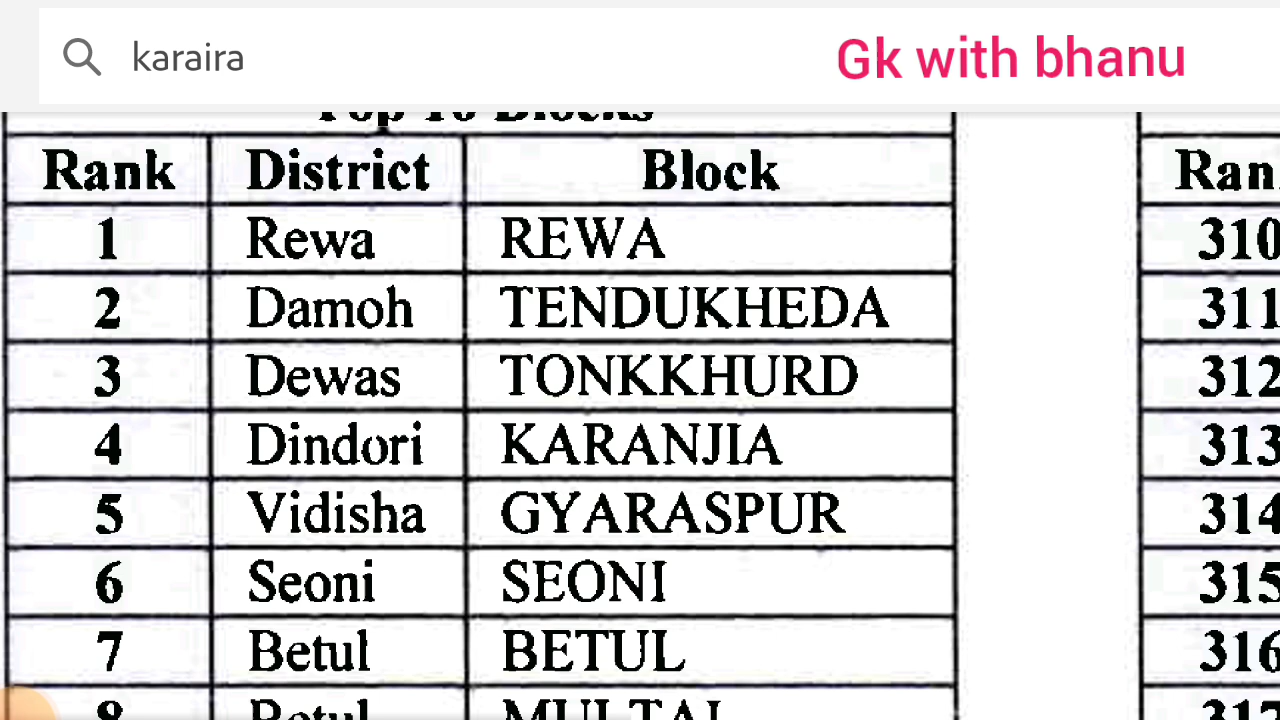 karaira
Gk with bhanu
Top 10 Blocks
Rank District Block
1 Rewa REWA
2 Damoh TENDUKHEDA
3 Dewas TONKKHURD
4 Dindori KARANJIA
5 Vidisha GYARASPUR
6 Seoni SEONI
7 Betul BETUL
8 Betul MULTAI
Ran
310
311
312
313
314
315
316
317